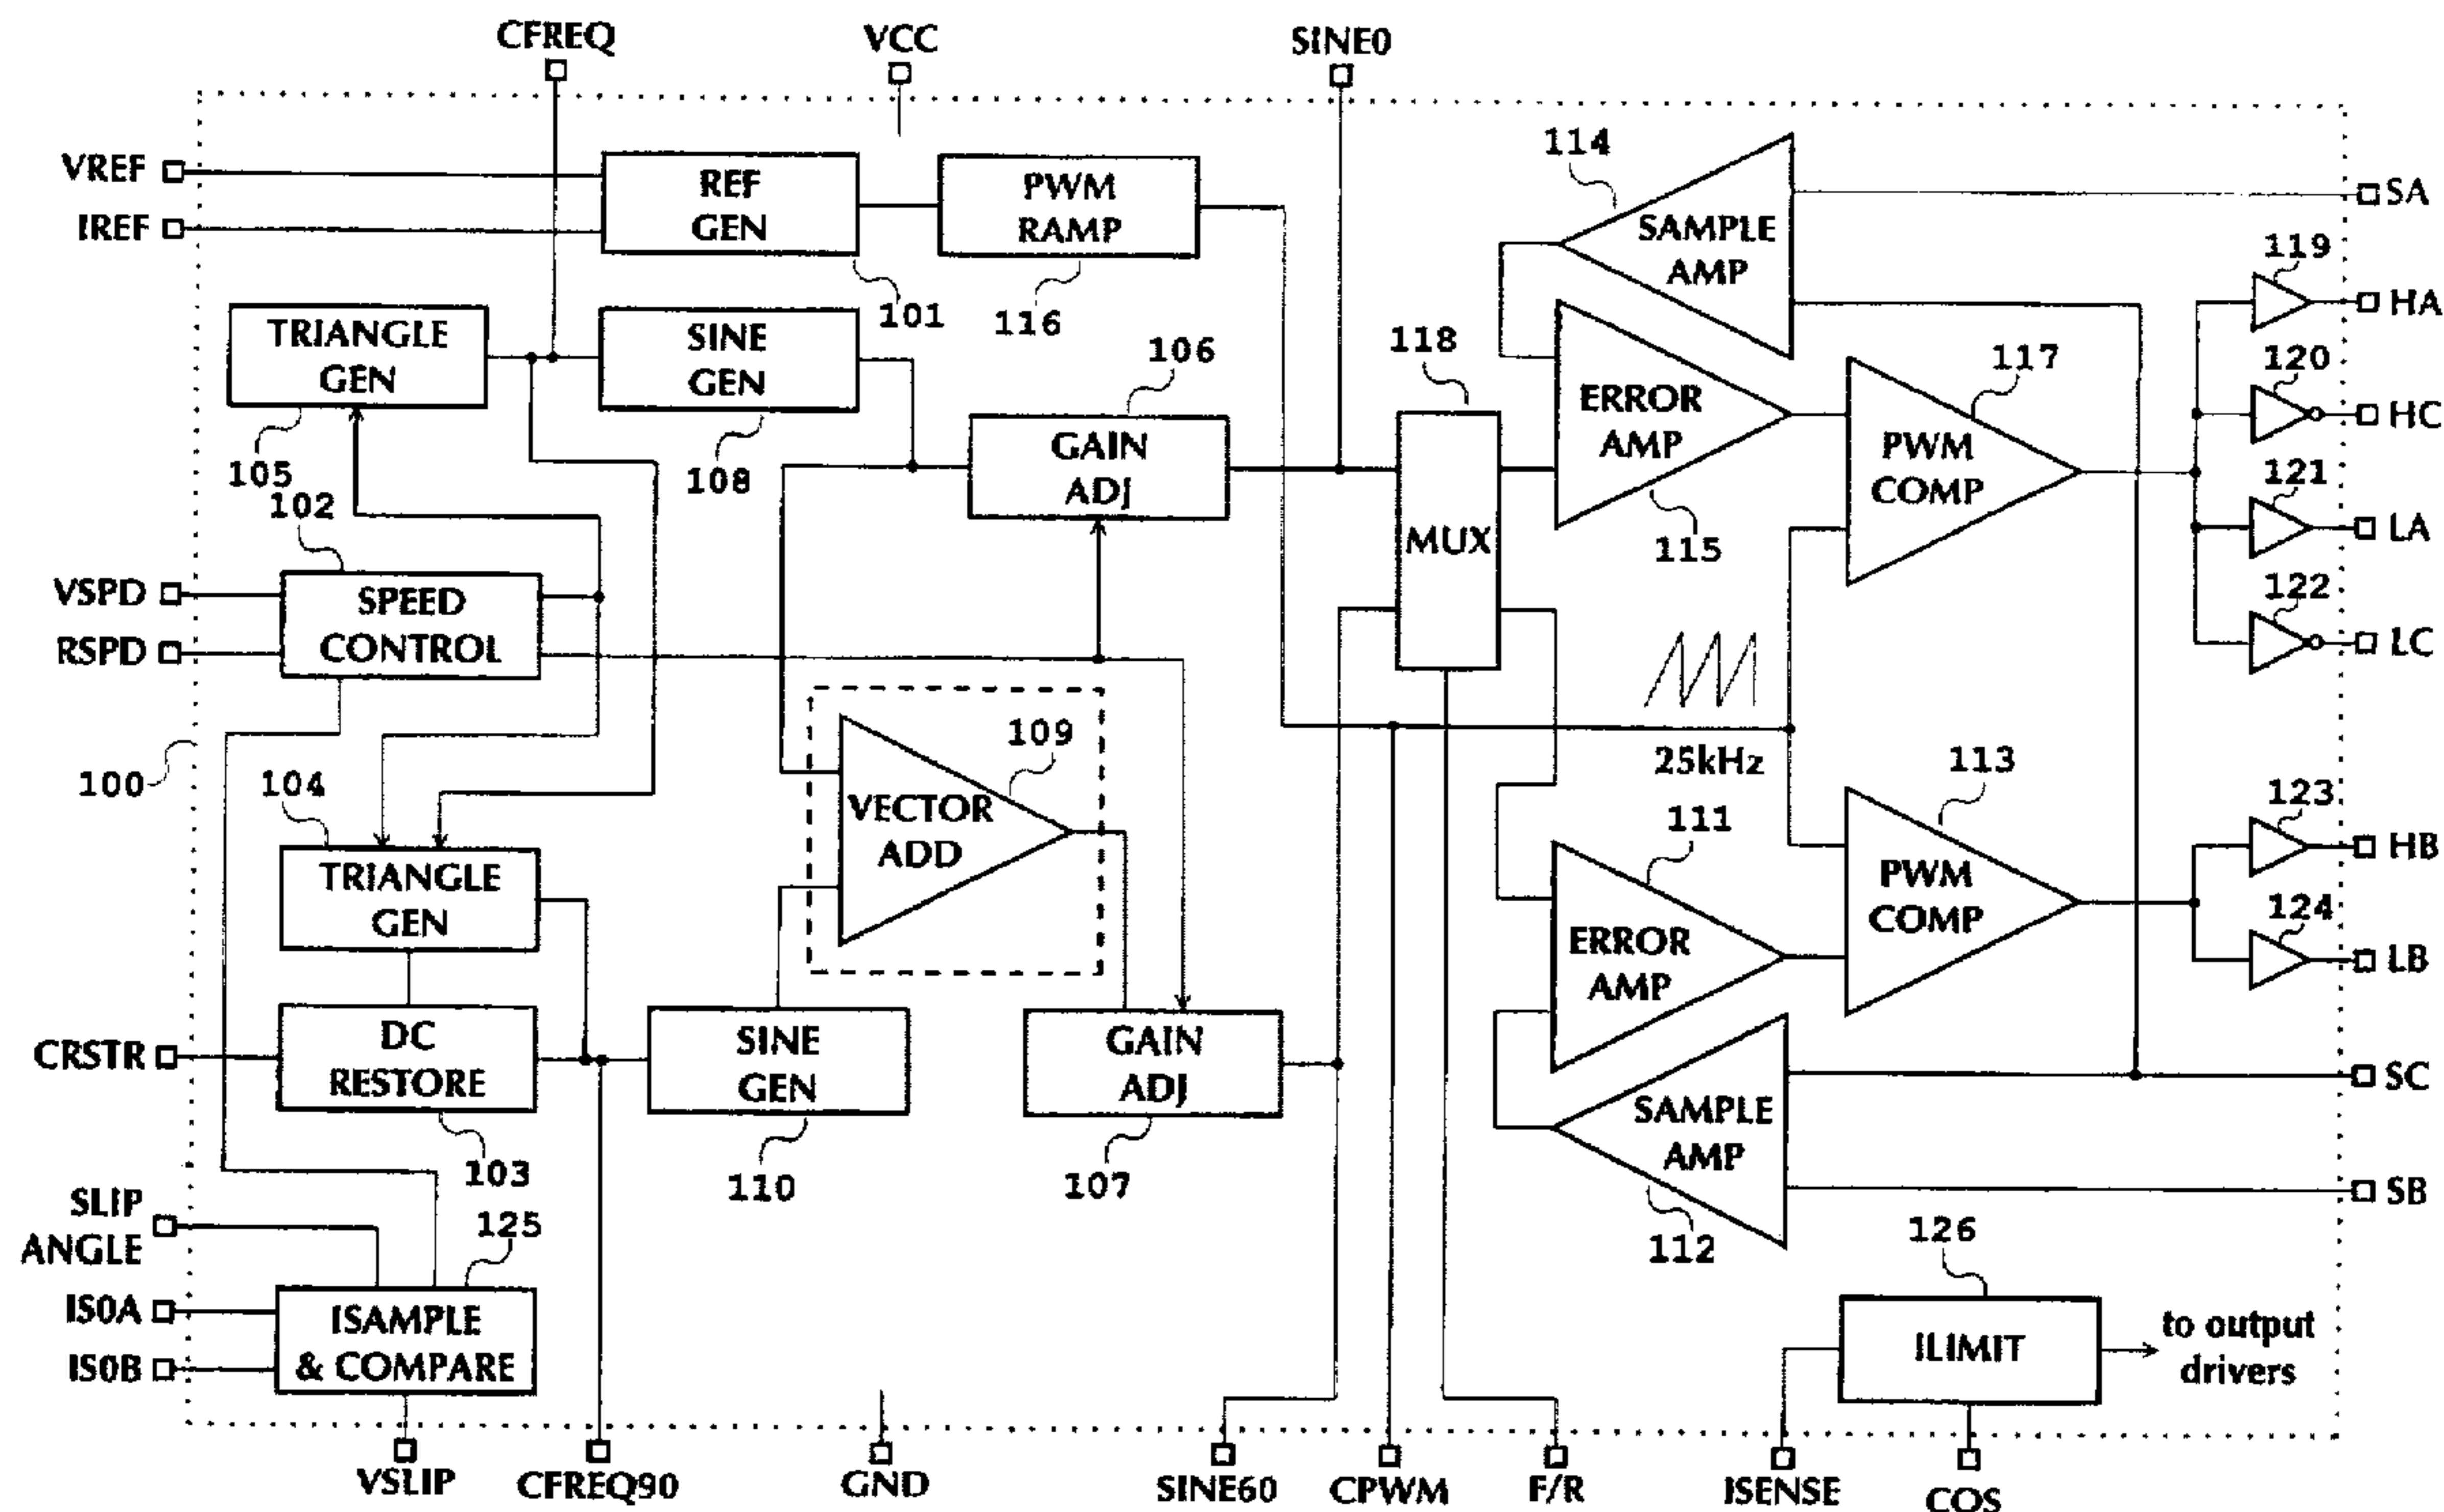 CFREQ
VCC
SINE0
VREF
IREF
REF
GEN
101
PWM
RAMP
116
114
SAMPLE
AMP
SA
119
HA
TRIANGLE
GEN
105
SINE
GEN
108
106
GAIN
ADJ
118
MUX
ERROR
AMP
115
117
PWM
COMP
120
HC
121
LA
122
LC
102
VSPD
RSPD
SPEED
CONTROL
100
104
TRIANGLE
GEN
109
VECTOR
ADD
25kHz
111
ERROR
AMP
113
PWM
COMP
123
HB
124
LB
CRSTR
DC
RESTORE
103
SINE
GEN
110
GAIN
ADJ
107
SAMPLE
AMP
112
SC
SB
SLIP
ANGLE
125
IS0A
IS0B
ISAMPLE
& COMPARE
126
ILIMIT
to output
drivers
VSLIP
CFREQ90
GND
SINE60
CPWM
F/R
ISENSE
COS